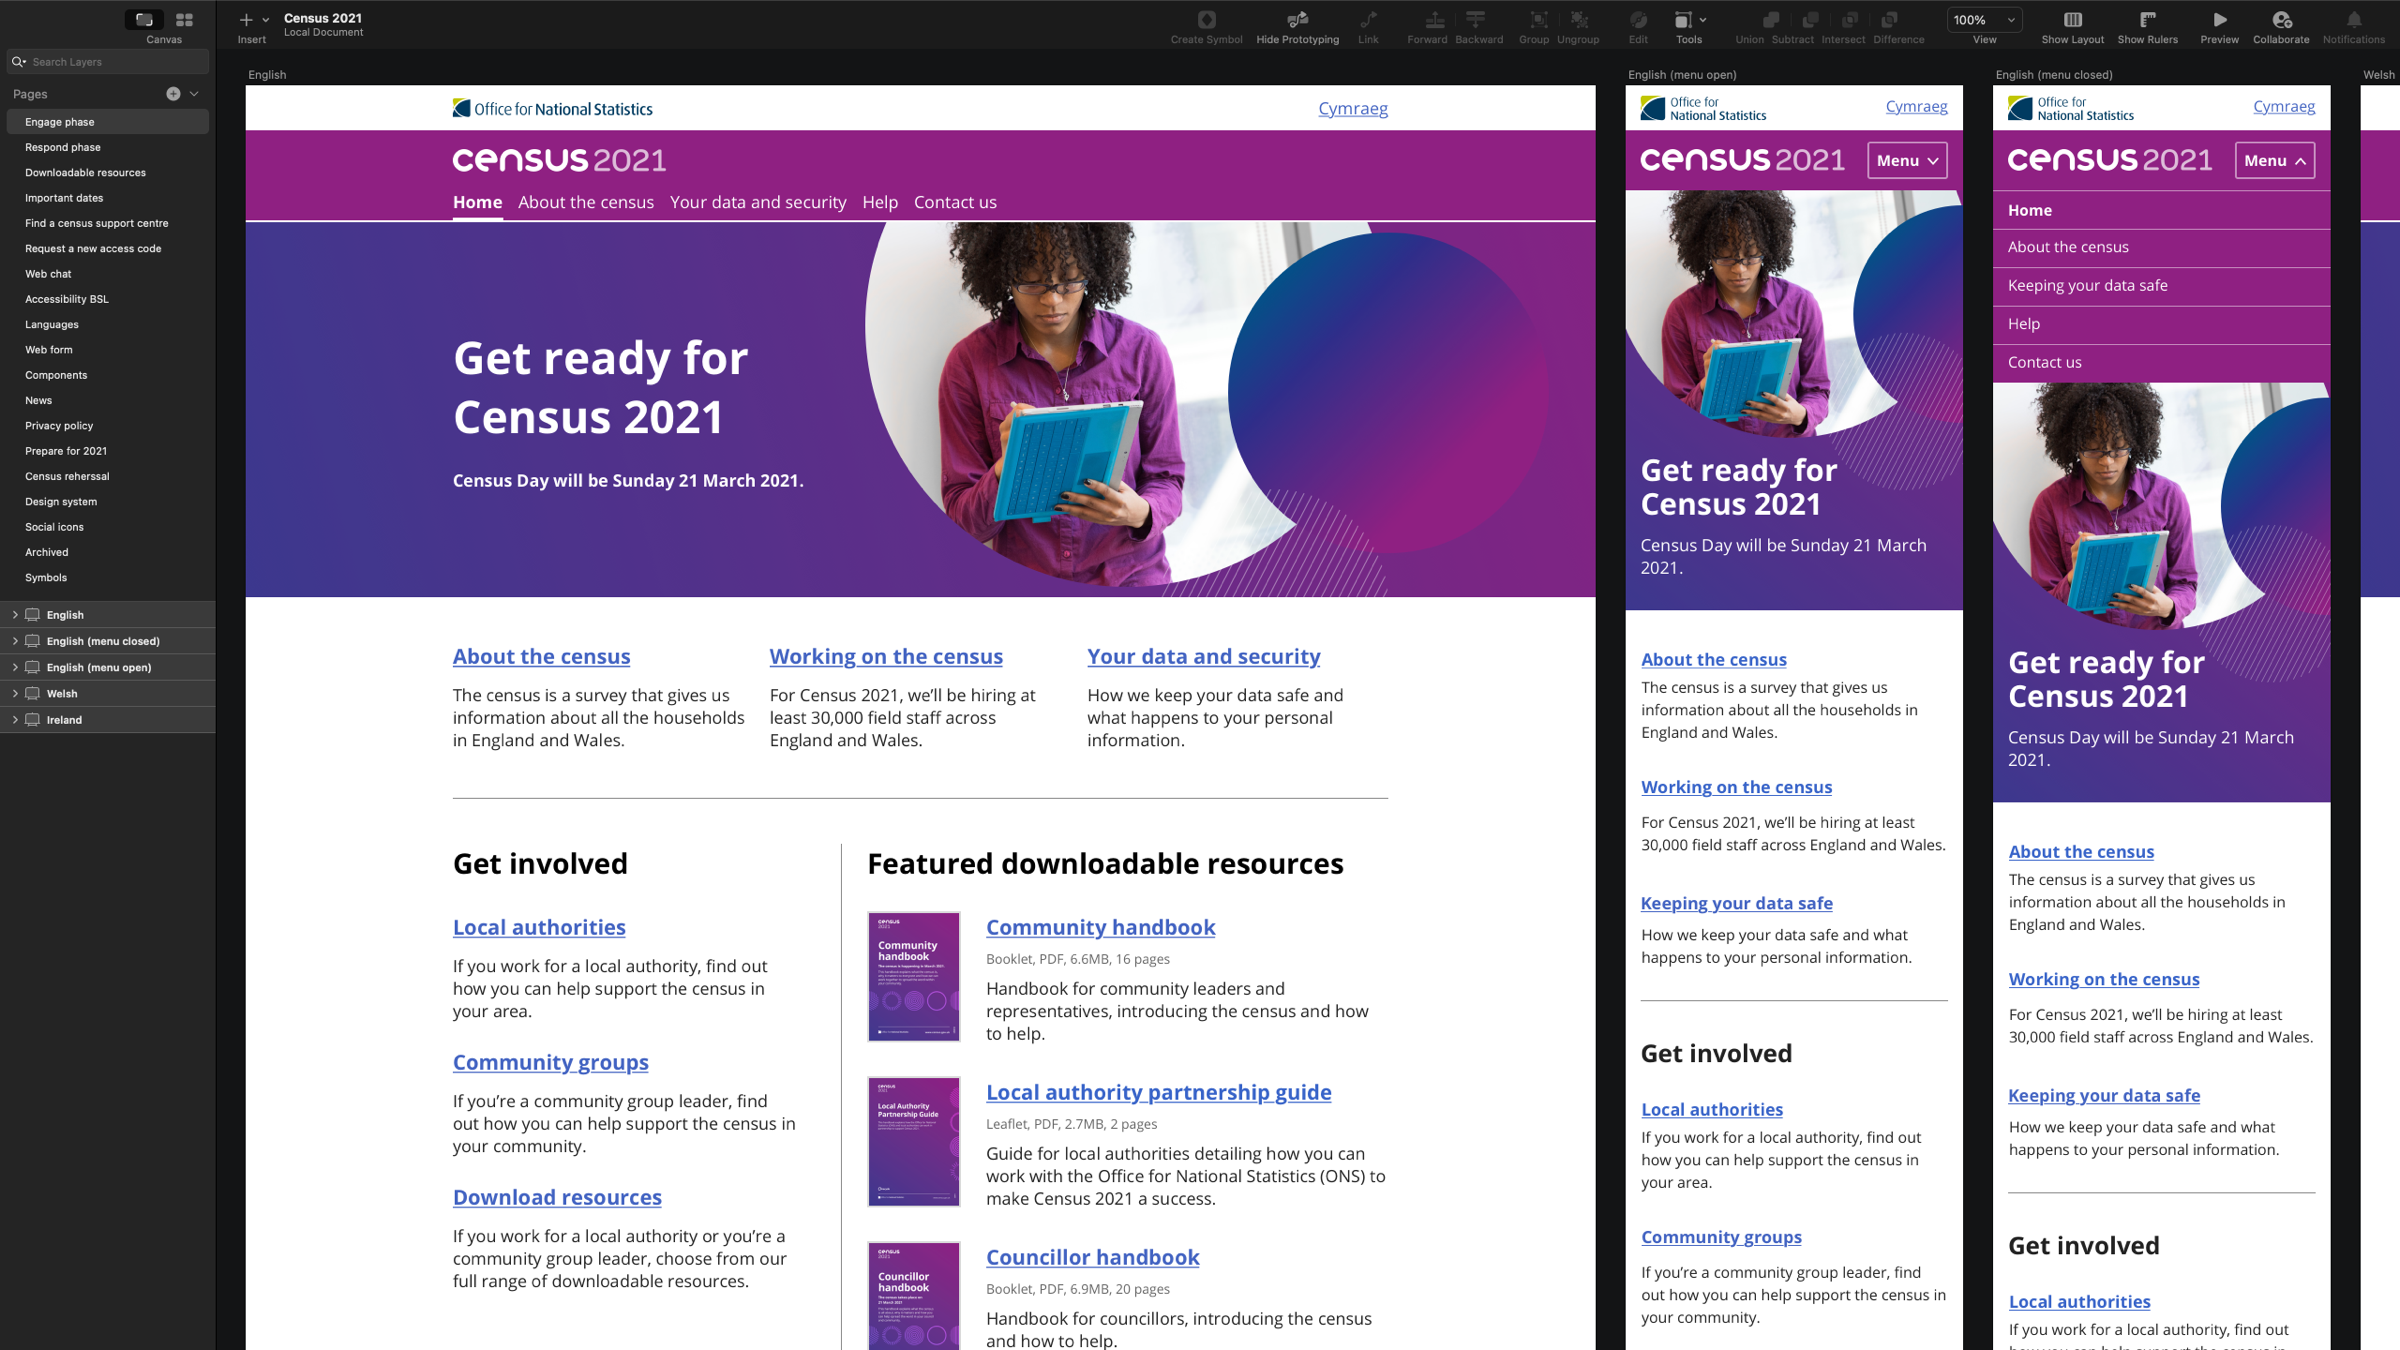 Canvas
Search Layers
Pages
Engage phase
Respond phase
Downloadable resources
Important dates
Find a census support centre
Request a new access code
Web chat
Accessibility BSL
Languages
Web form
Components
News
Privacy policy
Prepare for 2021
Census reherssal
Design system
Social icons
Archived
Symbols
English
English (menu closed)
English (menu open)
Welsh
Ireland
Insert
Census 2021
Local Document
Create Symbol
Hide Prototyping
Link
Forward
Backward
Group
Ungroup
Edit
Tools
Union
Subtract
Intersect
Difference
100%
View
Show Layout
Show Rulers
Preview
Collaborate
Notifications
English
Office for National Statistics
Cymraeg
census 2021
Home About the census Your data and security Help Contact us
Get ready for
Census 2021
Census Day will be Sunday 21 March 2021.
About the census
The census is a survey that gives us
information about all the households
in England and Wales.
Working on the census
For Census 2021, we’ll be hiring at
least 30,000 field staff across
England and Wales.
Your data and security
How we keep your data safe and
what happens to your personal
information.
Get involved
Local authorities
If you work for a local authority, find out
how you can help support the census in
your area.
Community groups
If you’re a community group leader, find
out how you can help support the census in
your community.
Download resources
If you work for a local authority or you’re a
community group leader, choose from our
full range of downloadable resources.
Featured downloadable resources
census
2021
Community
handbook
Community handbook
Booklet, PDF, 6.6MB, 16 pages
Handbook for community leaders and
representatives, introducing the census and how
to help.
census
2021
Local Authority
Partnership Guide
Local authority partnership guide
Leaflet, PDF, 2.7MB, 2 pages
Guide for local authorities detailing how you can
work with the Office for National Statistics (ONS) to
make Census 2021 a success.
census
2021
Councillor
handbook
Councillor handbook
Booklet, PDF, 6.9MB, 20 pages
Handbook for councillors, introducing the census
and how to help.
English (menu open)
Office for
National Statistics
Cymraeg
census 2021
Menu
Get ready for
Census 2021
Census Day will be Sunday 21 March
2021.
About the census
The census is a survey that gives us
information about all the households in
England and Wales.
Working on the census
For Census 2021, we’ll be hiring at least
30,000 field staff across England and Wales.
Keeping your data safe
How we keep your data safe and what
happens to your personal information.
Get involved
Local authorities
If you work for a local authority, find out
how you can help support the census in
your area.
Community groups
If you’re a community group leader, find
out how you can help support the census in
your community.
English (menu closed)
Office for
National Statistics
Cymraeg
census 2021
Menu
Home
About the census
Keeping your data safe
Help
Contact us
Get ready for
Census 2021
Census Day will be Sunday 21 March
2021.
About the census
The census is a survey that gives us
information about all the households in
England and Wales.
Working on the census
For Census 2021, we’ll be hiring at least
30,000 field staff across England and Wales.
Keeping your data safe
How we keep your data safe and what
happens to your personal information.
Get involved
Local authorities
If you work for a local authority, find out
Welsh